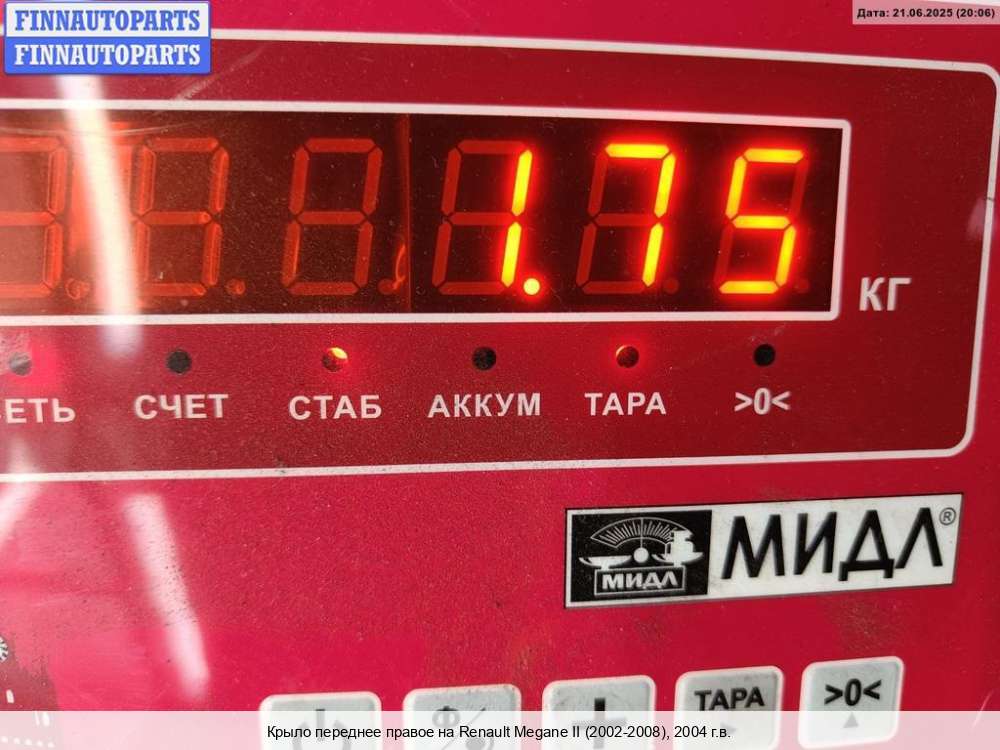 FINNAUTOPARTS
FINNAUTOPARTS
Дата: 21.06.2025 (20:06)
1.75
КГ
ЕТЬ СЧЕТ СТАБ АККУМ ТАРА >0<
МИДЛ МИДЛ®
ТАРА >0<
Крыло переднее правое на Renault Megane II (2002-2008), 2004 г.в.